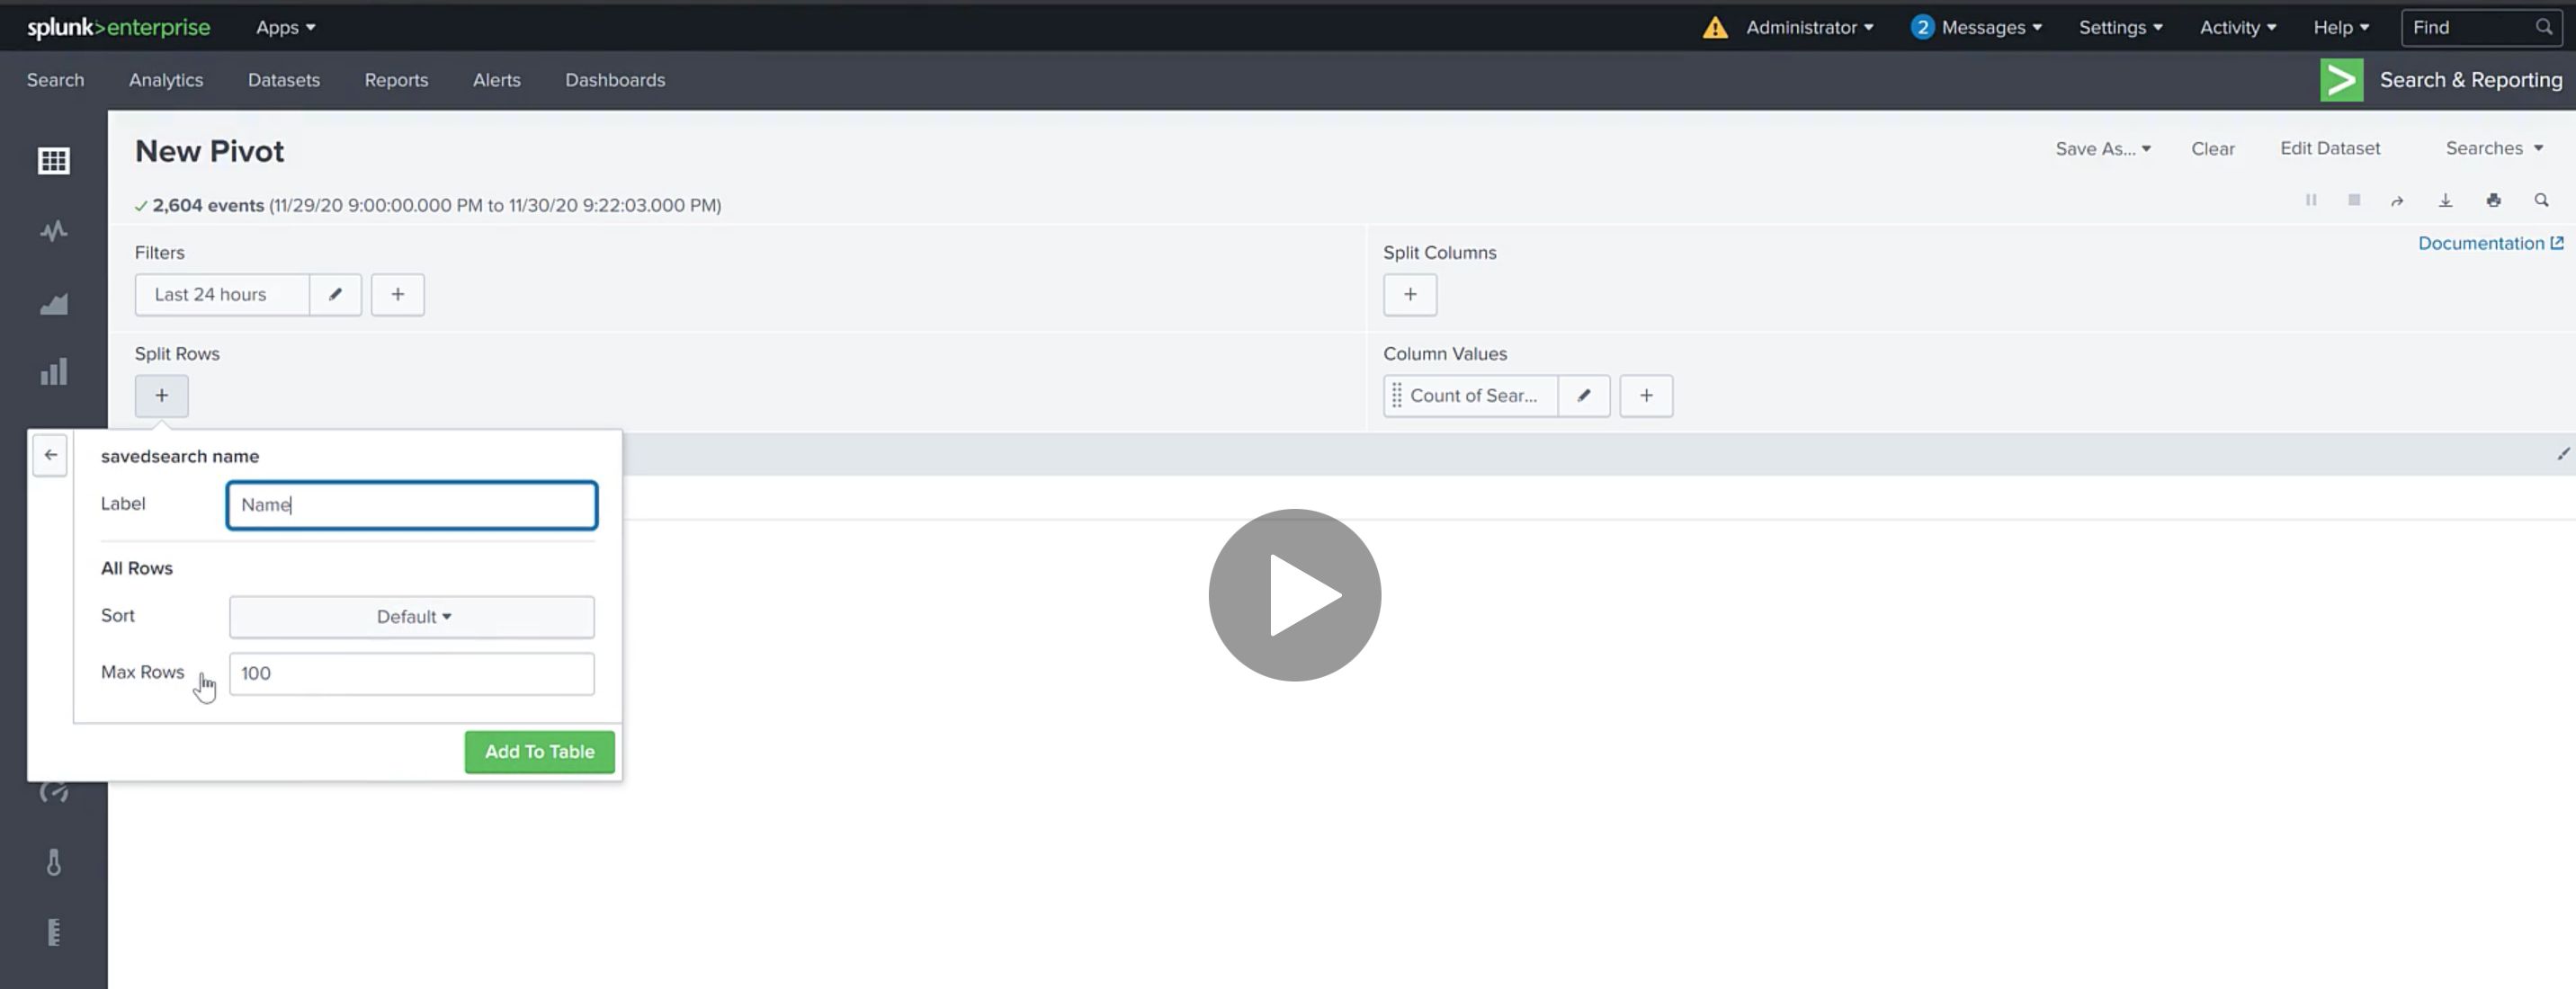 splunk>enterprise Apps Administrator 2 Messages Settings Activity Help Find
Search Analytics Datasets Reports Alerts Dashboards Search & Reporting
New Pivot Save As... Clear Edit Dataset Searches
2,604 events (11/29/20 9:00:00.000 PM to 11/30/20 9:22:03.000 PM)
Documentation
Filters Split Columns
Last 24 hours + +
Split Rows Column Values
+ Count of Sear... +
savedsearch name
Label Name
All Rows
Sort Default
Max Rows 100
Add To Table